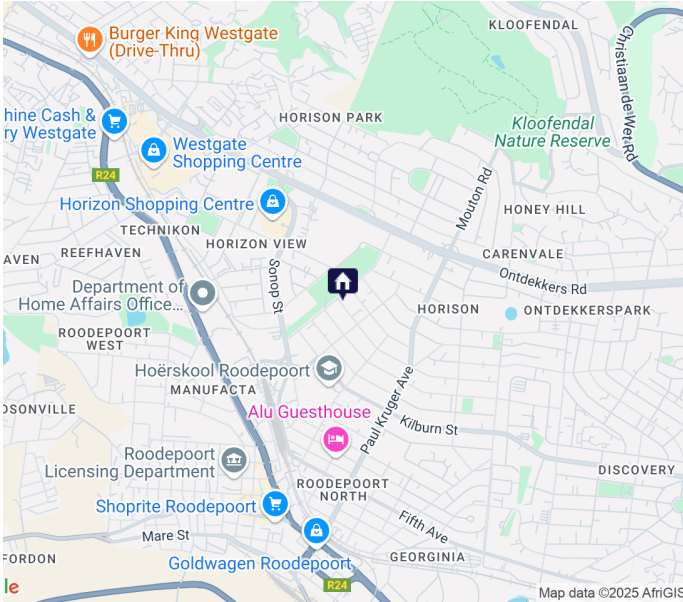 KLOOFENDAL
Burger King Westgate
(Drive-Thru)
Christiaan de Wet Rd
hine Cash &
ry Westgate
HORISON PARK
Kloofendal
Nature Reserve
Westgate
Shopping Centre
R24
Mouton Rd
Horizon Shopping Centre
HONEY HILL
TECHNIKON
HORIZON VIEW
REEFHAVEN
AVEN
CARENVALE
Sonop St
Ontdekkers Rd
Department of
Home Affairs Office...
HORISON
ONTDEKKERSPARK
ROODEPOORT
WEST
Hoërskool Roodepoort
MANUFACTA
DSONVILLE
Alu Guesthouse
Paul Kruger Ave
Kilburn St
Roodepoort
Licensing Department
DISCOVERY
ROODEPOORT
NORTH
Shoprite Roodepoort
Fifth Ave
Mare St
FORDON
Goldwagen Roodepoort
GEORGINIA
R24
le
Map data ©2025 AfriGIS